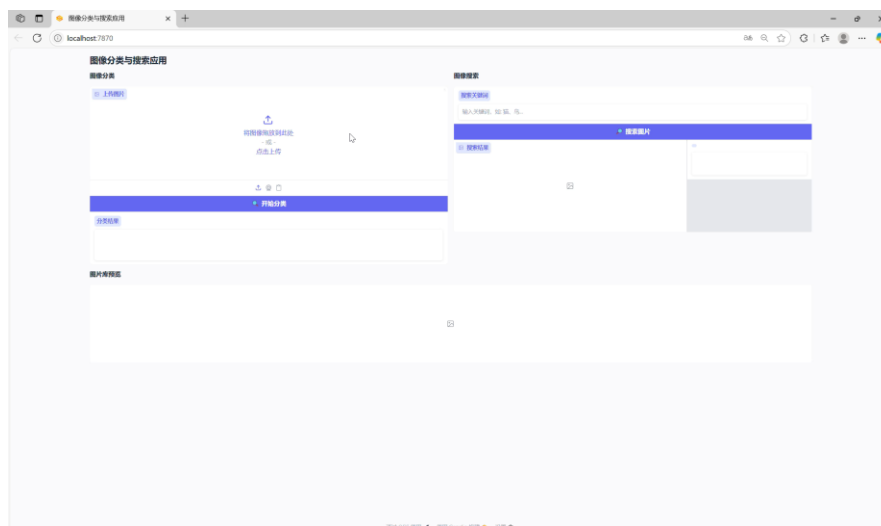 图像分类与搜索应用
localhost:7870
图像分类与搜索应用
图像分类
上传图片
将图像拖放到此处
- 或 -
点击上传
开始分类
分类结果
图像搜索
搜索关键词
输入关键词, 如: 猫、鸟...
搜索图片
搜索结果
图片库预览